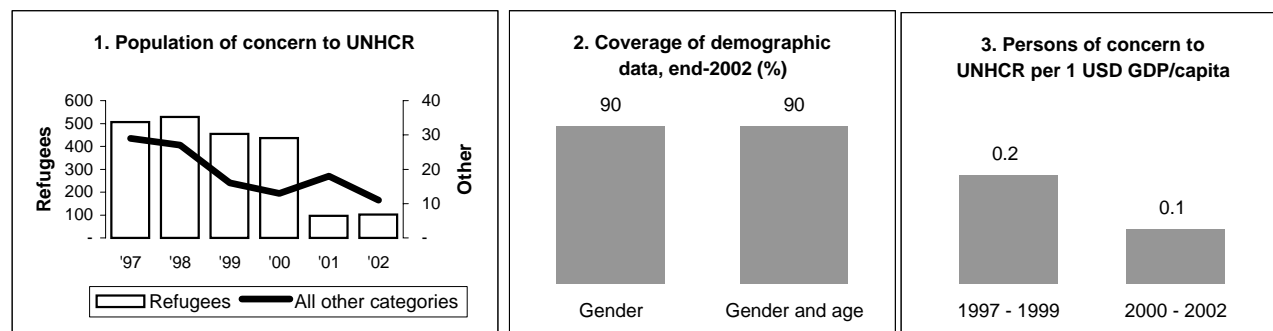 1. Population of concern to UNHCR
600
500
400
300
200
100
-
Refugees
40
30
20
10
-
Other
'97 '98 '99 '00 '01 '02
Refugees All other categories
2. Coverage of demographic
data, end-2002 (%)
90 90
Gender Gender and age
3. Persons of concern to
UNHCR per 1 USD GDP/capita
0.2
0.1
1997 - 1999 2000 - 2002